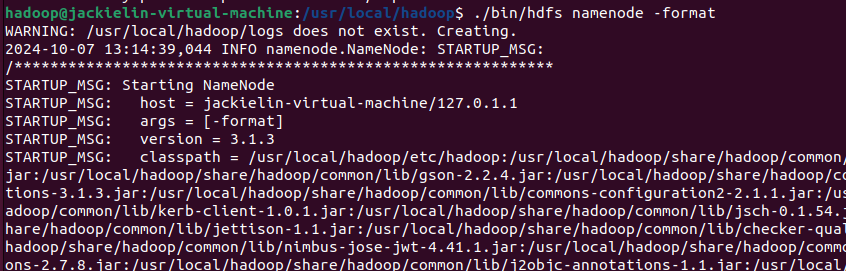 hadoop@jackielin-virtual-machine:/usr/local/hadoop$ ./bin/hdfs namenode -format
WARNING: /usr/local/hadoop/logs does not exist. Creating.
2024-10-07 13:14:39,044 INFO namenode.NameNode: STARTUP_MSG:
/************************************************************
STARTUP_MSG: Starting NameNode
STARTUP_MSG:   host = jackielin-virtual-machine/127.0.1.1
STARTUP_MSG:   args = [-format]
STARTUP_MSG:   version = 3.1.3
STARTUP_MSG:   classpath = /usr/local/hadoop/etc/hadoop:/usr/local/hadoop/share/hadoop/common/
jar:/usr/local/hadoop/share/hadoop/common/lib/gson-2.2.4.jar:/usr/local/hadoop/share/hadoop/co
tions-3.1.3.jar:/usr/local/hadoop/share/hadoop/common/lib/commons-configuration2-2.1.1.jar:/us
adoop/common/lib/kerb-client-1.0.1.jar:/usr/local/hadoop/share/hadoop/common/lib/jsch-0.1.54.j
hare/hadoop/common/lib/jettison-1.1.jar:/usr/local/hadoop/share/hadoop/common/lib/checker-qual
hadoop/share/hadoop/common/lib/nimbus-jose-jwt-4.41.1.jar:/usr/local/hadoop/share/hadoop/commo
ons-2.7.8.jar:/usr/local/hadoop/share/hadoop/common/lib/j2objc-annotations-1.1.jar:/usr/local/